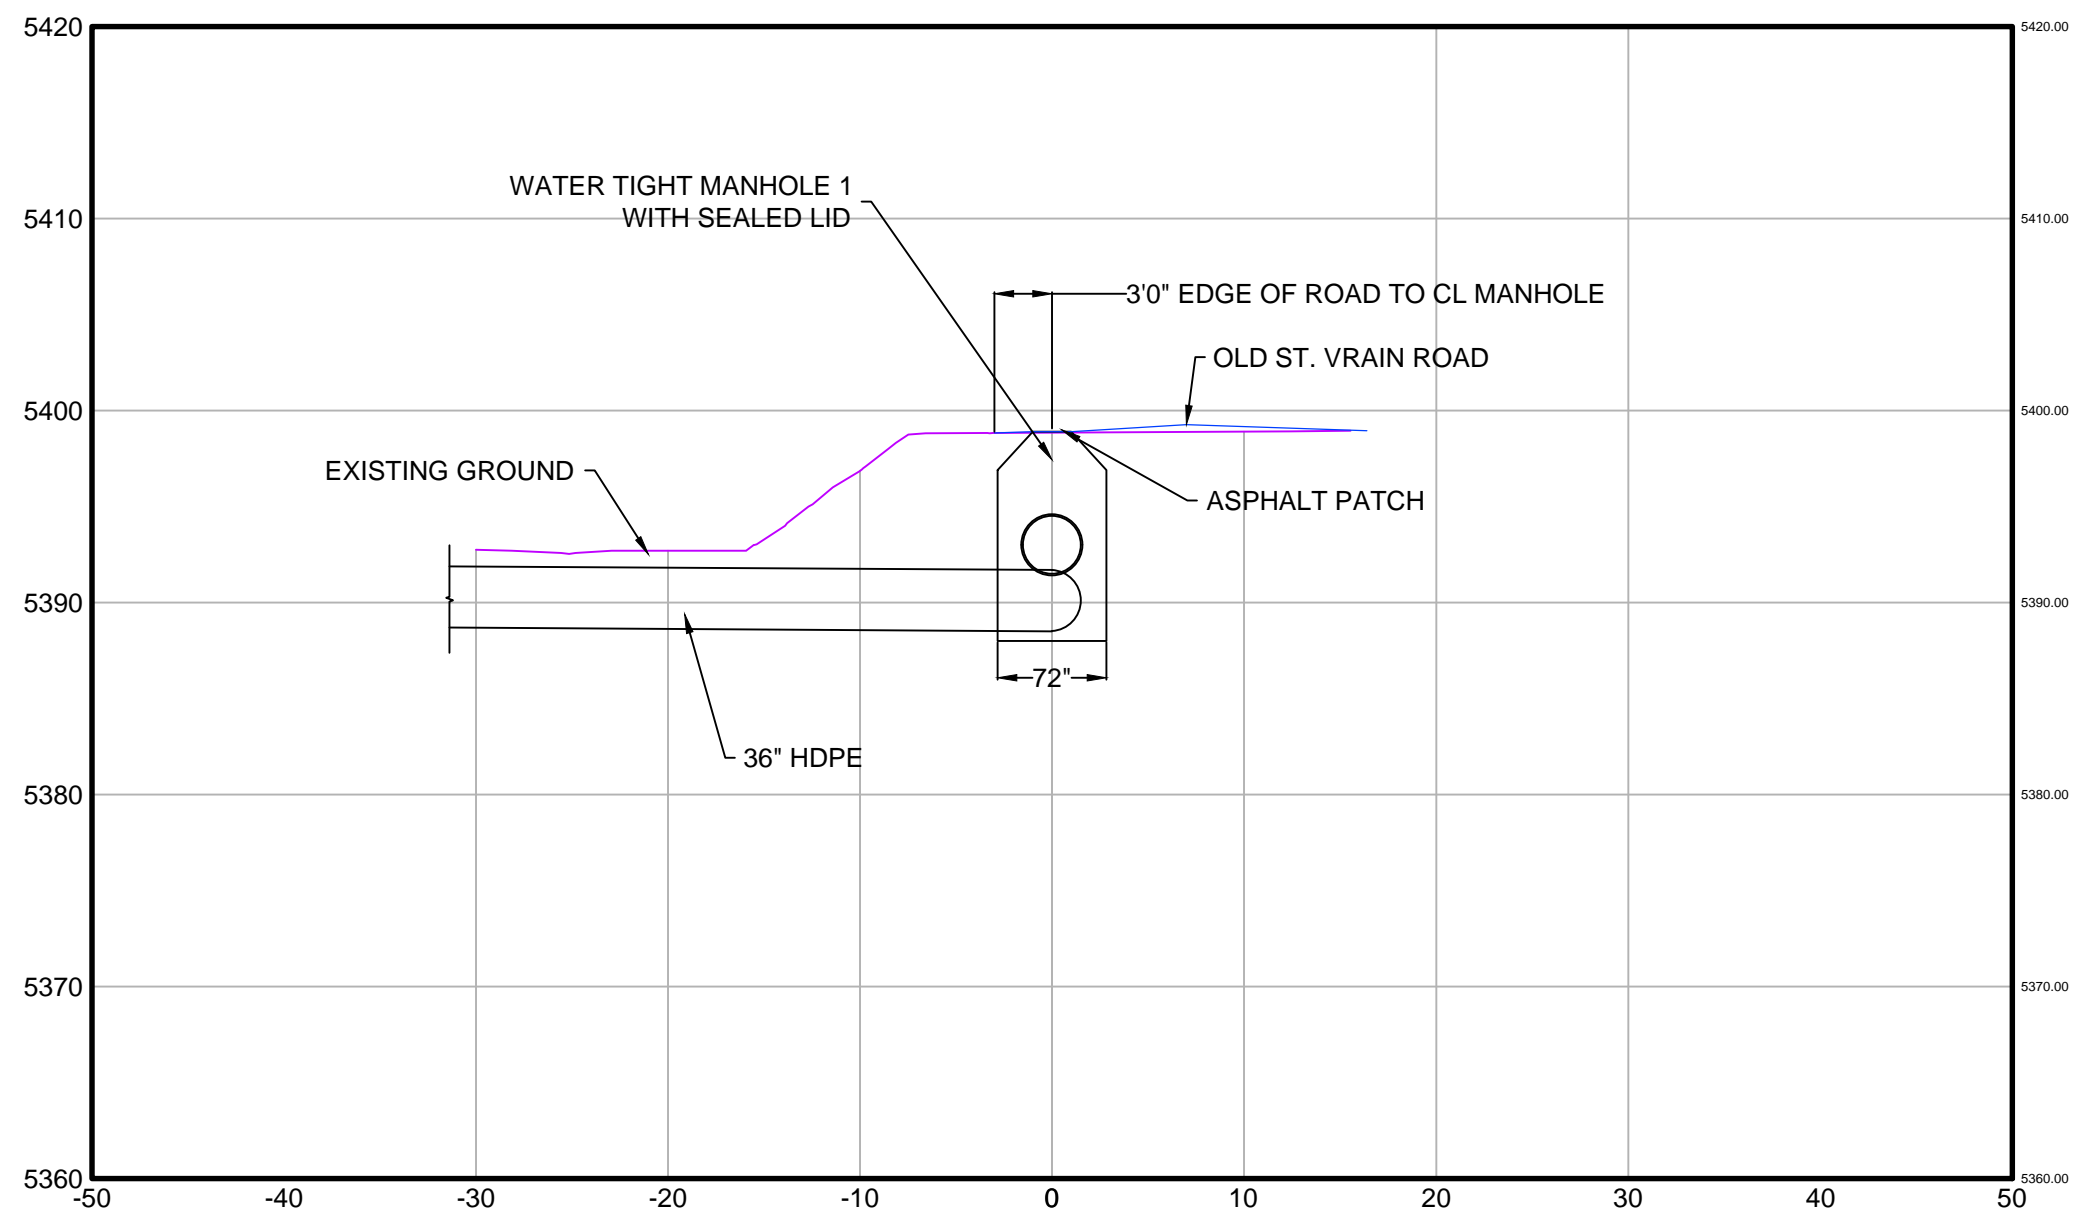 5420
5420.00
WATER TIGHT MANHOLE 1
WITH SEALED LID
5410
5410.00
3'0" EDGE OF ROAD TO CL MANHOLE
OLD ST. VRAIN ROAD
5400
5400.00
EXISTING GROUND
ASPHALT PATCH
5390
5390.00
72"
36" HDPE
5380
5380.00
5370
5370.00
5360
5360.00
-50 -40 -30 -20 -10 0 10 20 30 40 50